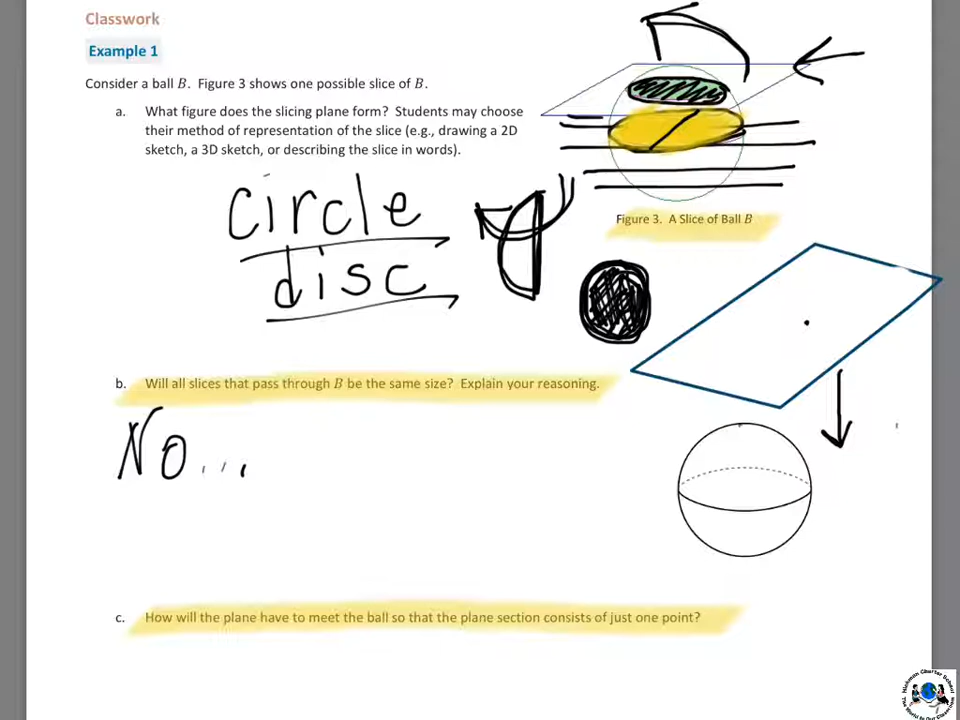 Classwork
Example 1
Consider a ball B. Figure 3 shows one possible slice of B.
a. What figure does the slicing plane form? Students may choose
their method of representation of the slice (e.g., drawing a 2D
sketch, a 3D sketch, or describing the slice in words).
Figure 3. A Slice of Ball B
circle
disc
b. Will all slices that pass through B be the same size? Explain your reasoning.
No...
c. How will the plane have to meet the ball so that the plane section consists of just one point?